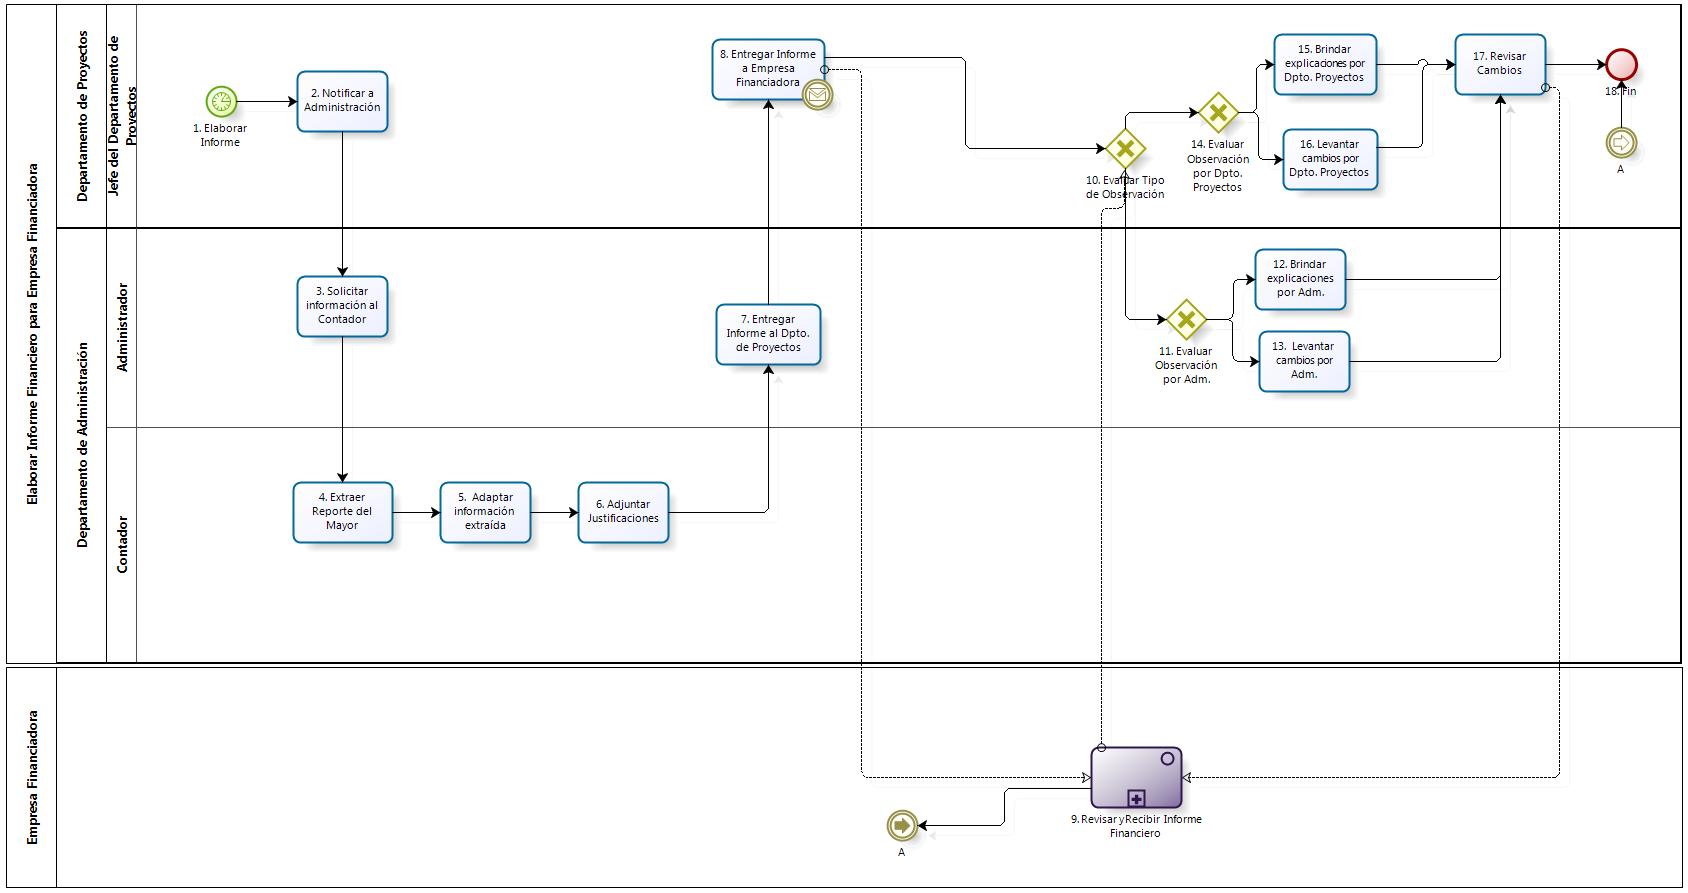 Elaborar Informe Financiero para Empresa Financiadora
Departamento de Proyectos
Jefe del Departamento de
Proyectos
1. Elaborar
Informe
2. Notificar a
Administración
8. Entregar Informe
a Empresa
Financiadora
10. Evaluar Tipo
de Observación
14. Evaluar
Observación
por Dpto.
Proyectos
15. Brindar
explicaciones por
Dpto. Proyectos
16. Levantar
cambios por
Dpto. Proyectos
17. Revisar
Cambios
18. Fin
A
Departamento de Administración
Administrador
3. Solicitar
información al
Contador
7. Entregar
Informe al Dpto.
de Proyectos
11. Evaluar
Observación
por Adm.
12. Brindar
explicaciones
por Adm.
13. Levantar
cambios por
Adm.
Contador
4. Extraer
Reporte del
Mayor
5. Adaptar
información
extraída
6. Adjuntar
Justificaciones
Empresa Financiadora
9. Revisar y Recibir Informe
Financiero
A